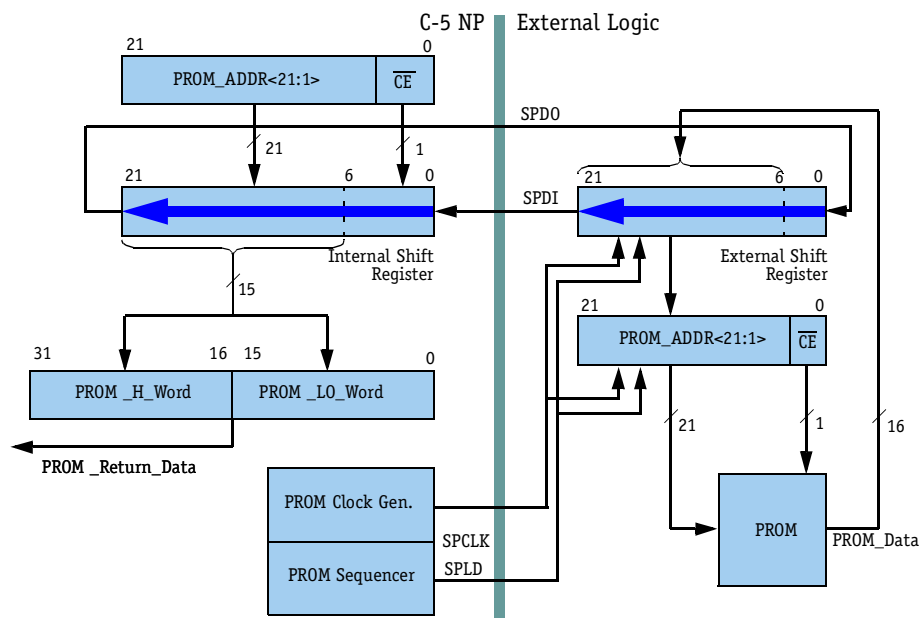 C-5 NP
External Logic
21
0
PROM_ADDR<21:1>
CE
SPDO
21
1
21
6
0
SPDI
21
6
0
Internal Shift
Register
External Shift
Register
15
21
0
PROM_ADDR<21:1>
CE
31
16
15
0
PROM _H_Word
PROM _LO_Word
21
1
16
PROM _Return_Data
PROM Clock Gen.
SPCLK
PROM
PROM_Data
PROM Sequencer
SPLD